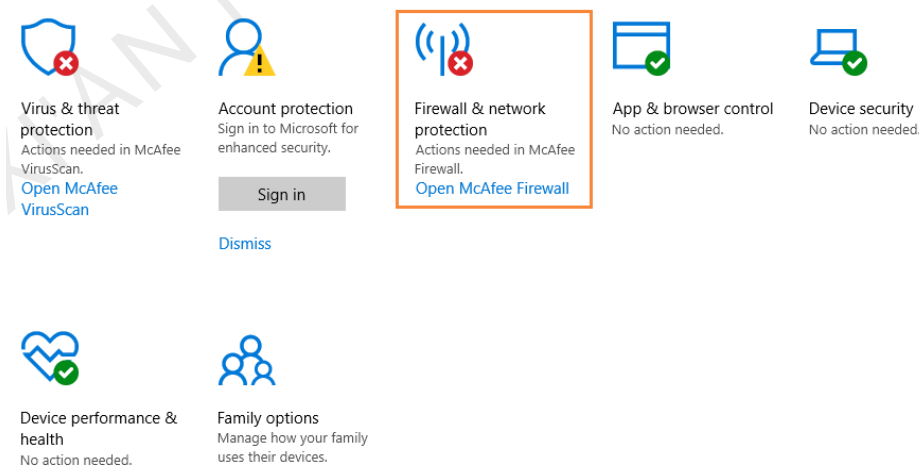 Virus & threat
protection
Actions needed in McAfee
VirusScan.
Open McAfee
VirusScan
Account protection
Sign in to Microsoft for
enhanced security.
Sign in
Dismiss
Firewall & network
protection
Actions needed in McAfee
Firewall.
Open McAfee Firewall
App & browser control
No action needed.
Device security
No action needed.
Device performance &
health
No action needed.
Family options
Manage how your family
uses their devices.